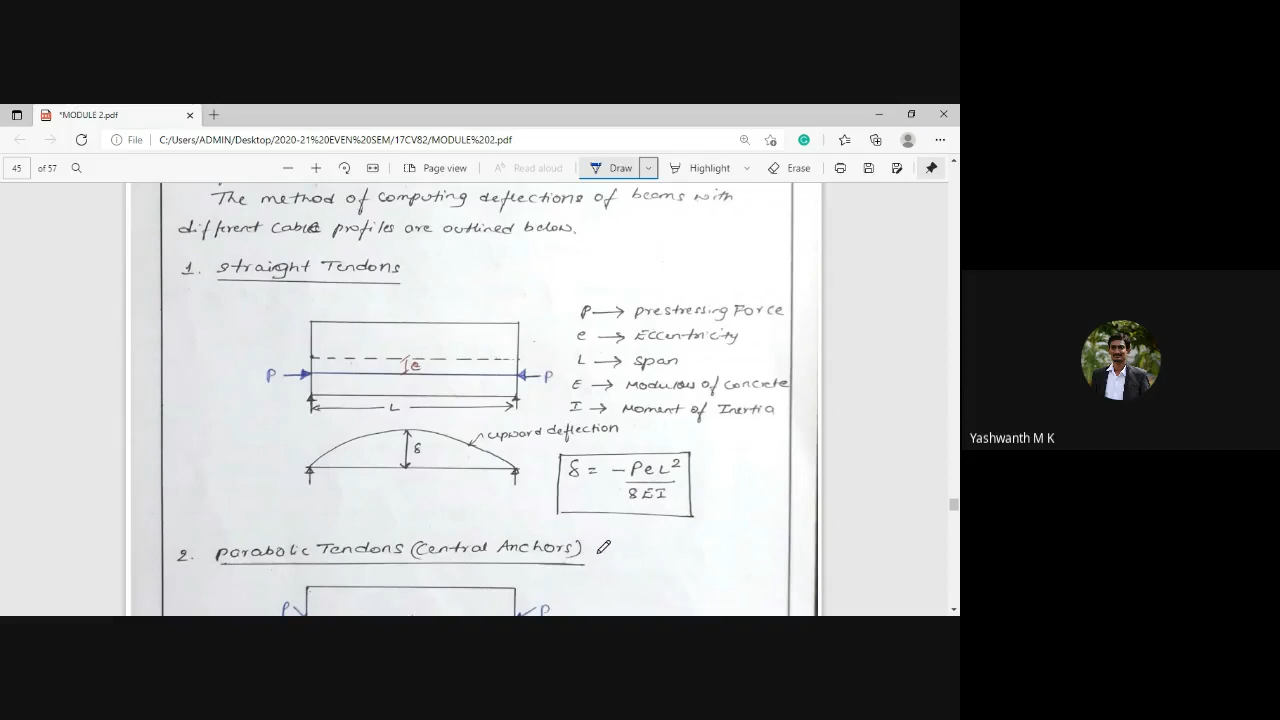 *MODULE 2.pdf
File
C:/Users/ADMIN/Desktop/2020-21%20EVEN%20SEM/17CV82/MODULE%202.pdf
45 of 57
Page view
Read aloud
Draw
Highlight
Erase
The method of computing deflections of beams with
different cable profiles are outlined below.
1. Straight Tendons
P → Prestressing Force
e → Eccentricity
L → Span
E → Modulus of Concrete
I → Moment of Inertia
e
P
P
L
upward deflection
δ
δ = -PeL²
8EI
2. Parabolic Tendons (Central Anchors)
P
P
Yashwanth M K